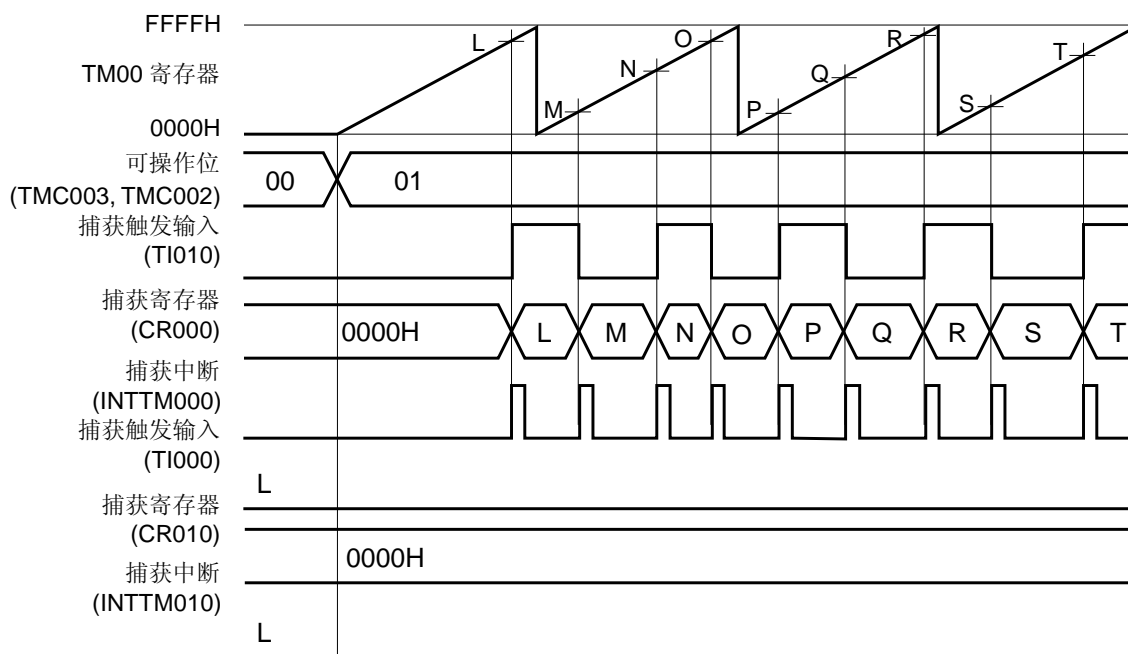 FFFFH
TM00 寄存器
0000H
L M N O P Q R S T
可操作位
(TMC003, TMC002)
00 01
捕获触发输入
(TI010)
捕获寄存器
(CR000)
0000H L M N O P Q R S T
捕获中断
(INTTM000)
捕获触发输入
(TI000)
L
捕获寄存器
(CR010)
0000H
捕获中断
(INTTM010)
L